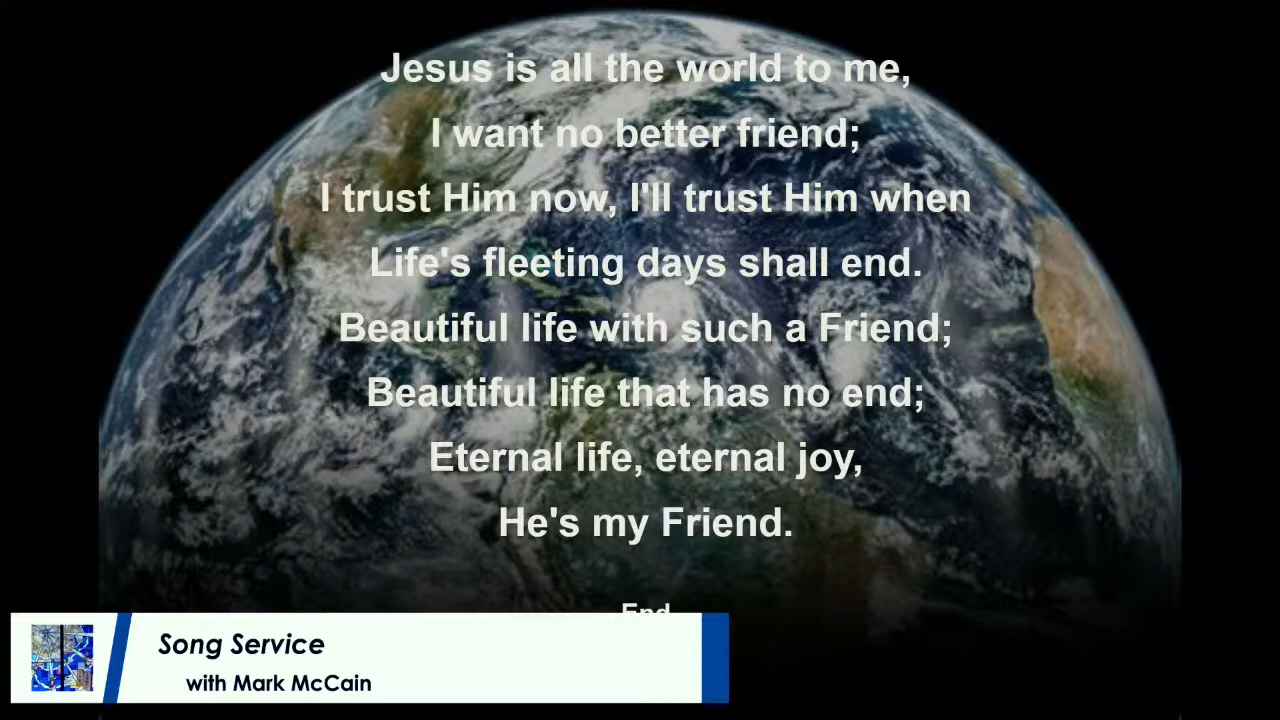 Jesus is all the world to me,
I want no better friend;
I trust Him now, I'll trust Him when
Life's fleeting days shall end.
Beautiful life with such a Friend;
Beautiful life that has no end;
Eternal life, eternal joy,
He's my Friend.
End
Song Service
with Mark McCain